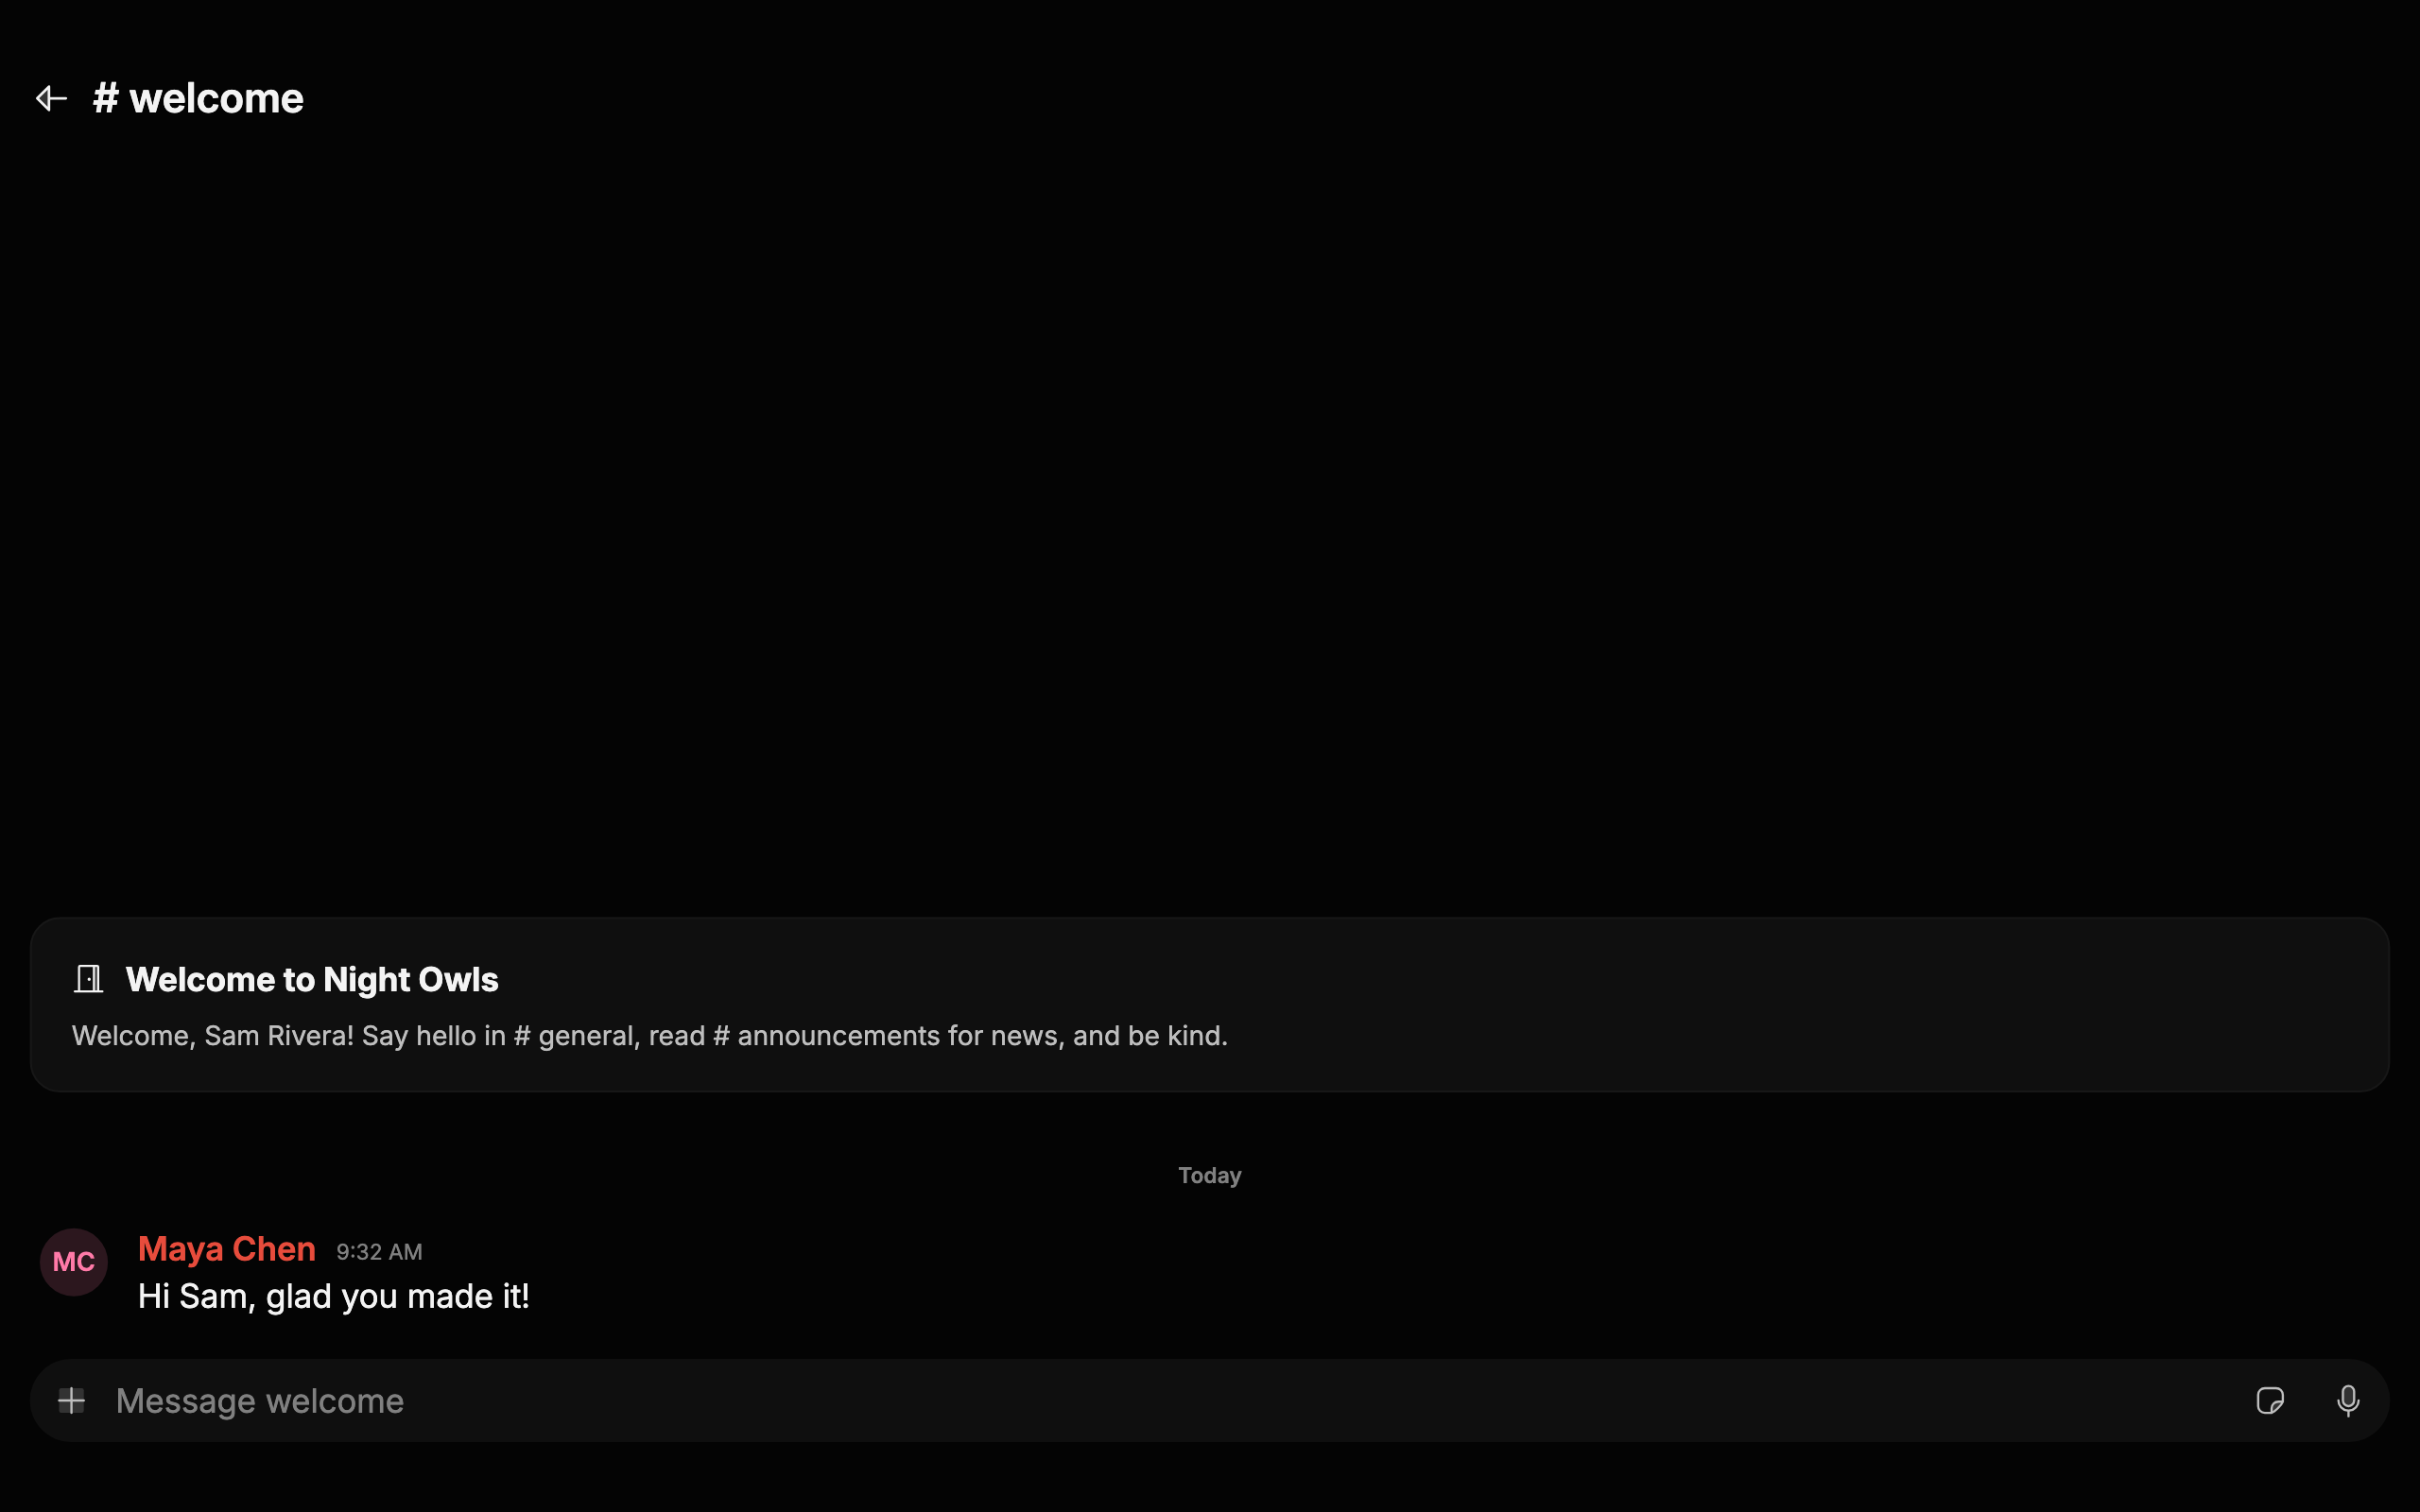 # welcome
Welcome to Night Owls
Welcome, Sam Rivera! Say hello in # general, read # announcements for news, and be kind.
Today
MC
Maya Chen 9:32 AM
Hi Sam, glad you made it!
Message welcome